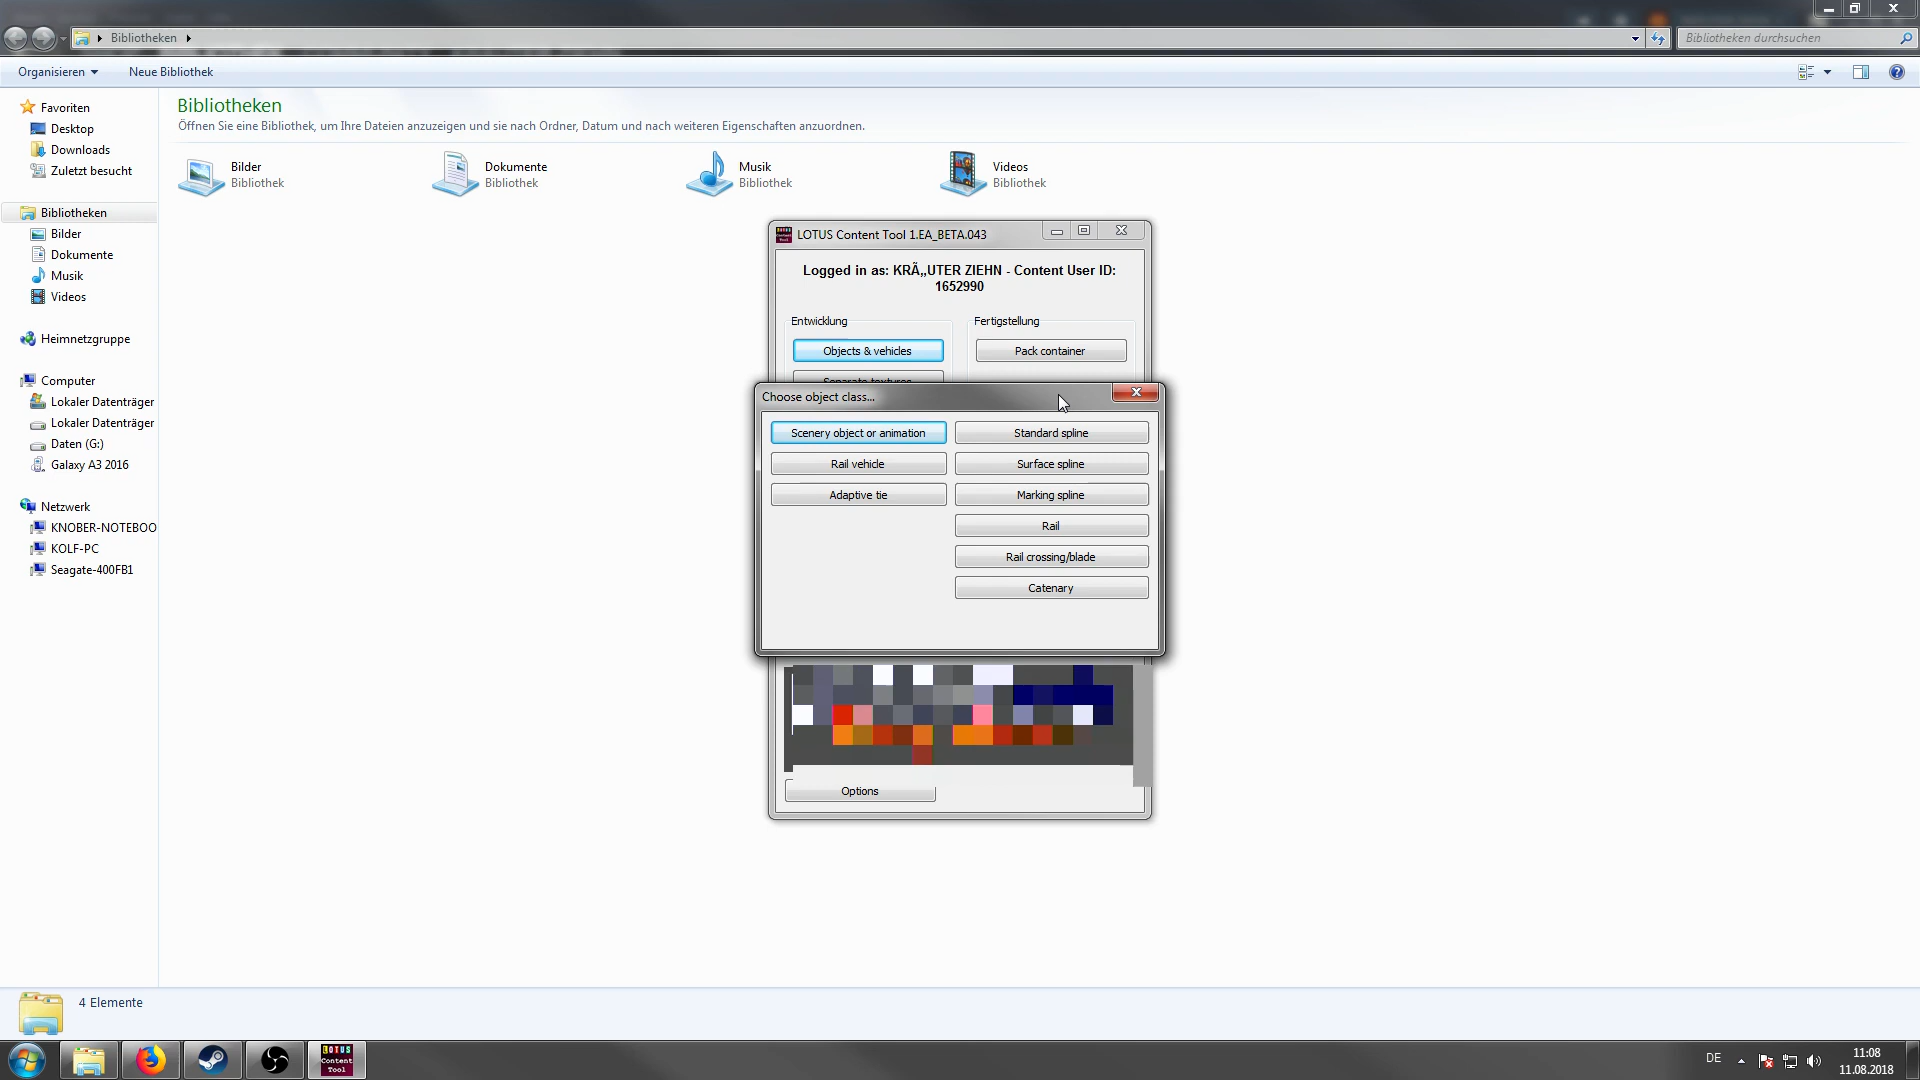 Bibliotheken
Bibliotheken durchsuchen
Organisieren
Neue Bibliothek
Favoriten
Desktop
Downloads
Zuletzt besucht
Bibliotheken
Bilder
Dokumente
Musik
Videos
Heimnetzgruppe
Computer
Lokaler Datenträger
Lokaler Datenträger
Daten (G:)
Galaxy A3 2016
Netzwerk
KNOBER-NOTEBOO
KOLF-PC
Seagate-400FB1
Bibliotheken
Öffnen Sie eine Bibliothek, um Ihre Dateien anzuzeigen und sie nach Ordner, Datum und nach weiteren Eigenschaften anzuordnen.
Bilder
Bibliothek
Dokumente
Bibliothek
Musik
Bibliothek
Videos
Bibliothek
LOTUS Content Tool 1.EA_BETA.043
Logged in as: KRÃ„UTER ZIEHN - Content User ID:
1652990
Entwicklung
Fertigstellung
Objects & vehicles
Pack container
Separate textures
Choose object class...
Scenery object or animation
Standard spline
Rail vehicle
Surface spline
Adaptive tie
Marking spline
Rail
Rail crossing/blade
Catenary
Options
4 Elemente
LOTUS
Content
Tool
DE
11:08
11.08.2018